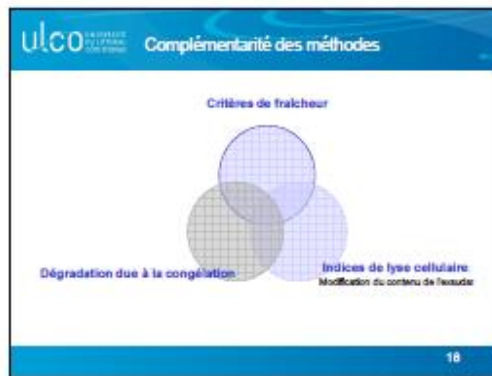 ulco
Complémentarité des méthodes
Critères de fraîcheur
Dégradation due à la congélation
Indices de lyse cellulaire
Modification du contenu de l'exsudat
18